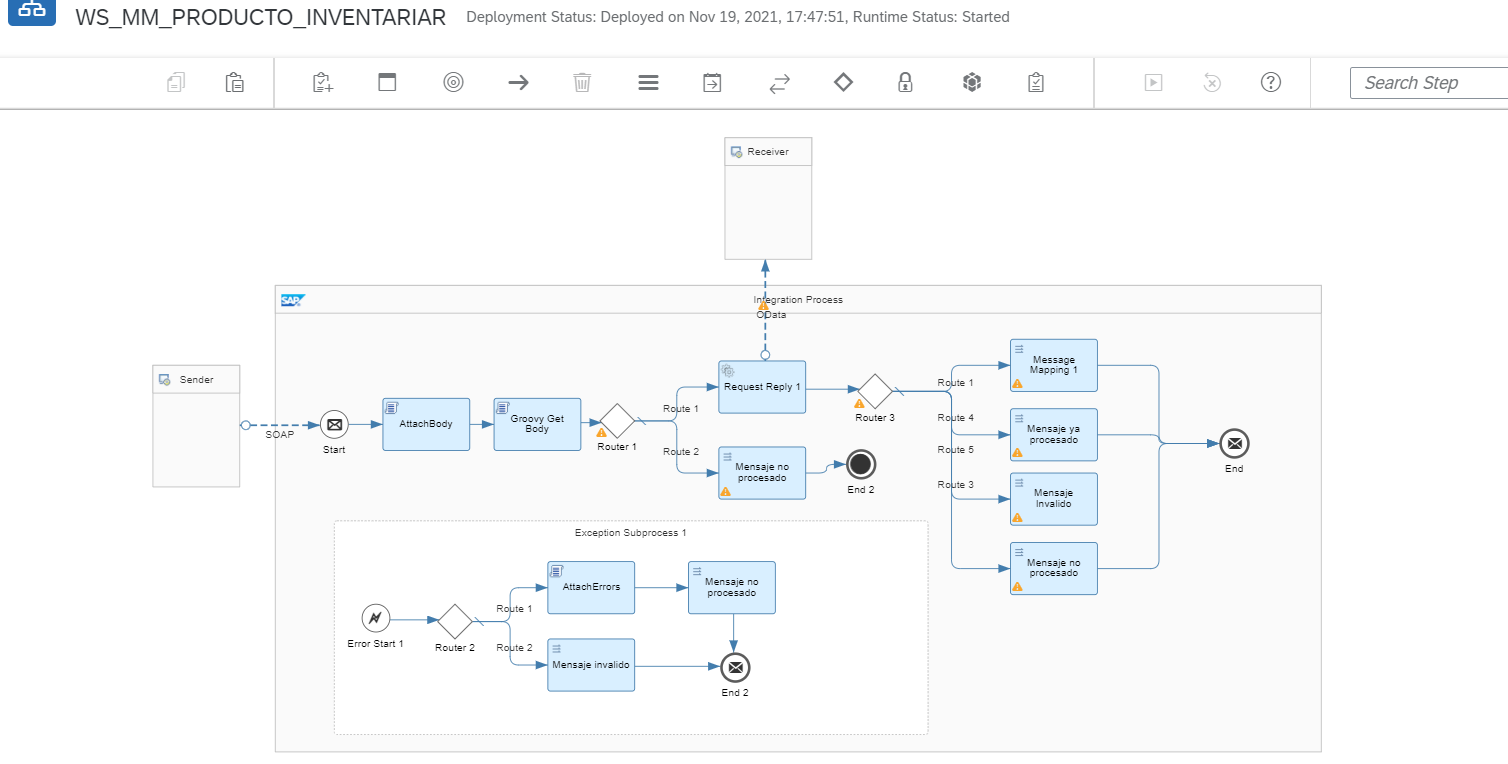 WS_MM_PRODUCTO_INVENTARIAR
Deployment Status: Deployed on Nov 19, 2021, 17:47:51, Runtime Status: Started
Search Step
Receiver
SAP
Integration Process
OData
Sender
SOAP
Start
AttachBody
Groovy Get
Body
Router 1
Route 1
Route 2
Request Reply 1
Mensaje no
procesado
End 2
Router 3
Route 1
Route 4
Route 5
Route 3
Message
Mapping 1
Mensaje ya
procesado
Mensaje
Invalido
Mensaje no
procesado
End
Exception Subprocess 1
Error Start 1
Router 2
Route 1
Route 2
AttachErrors
Mensaje no
procesado
Mensaje invalido
End 2